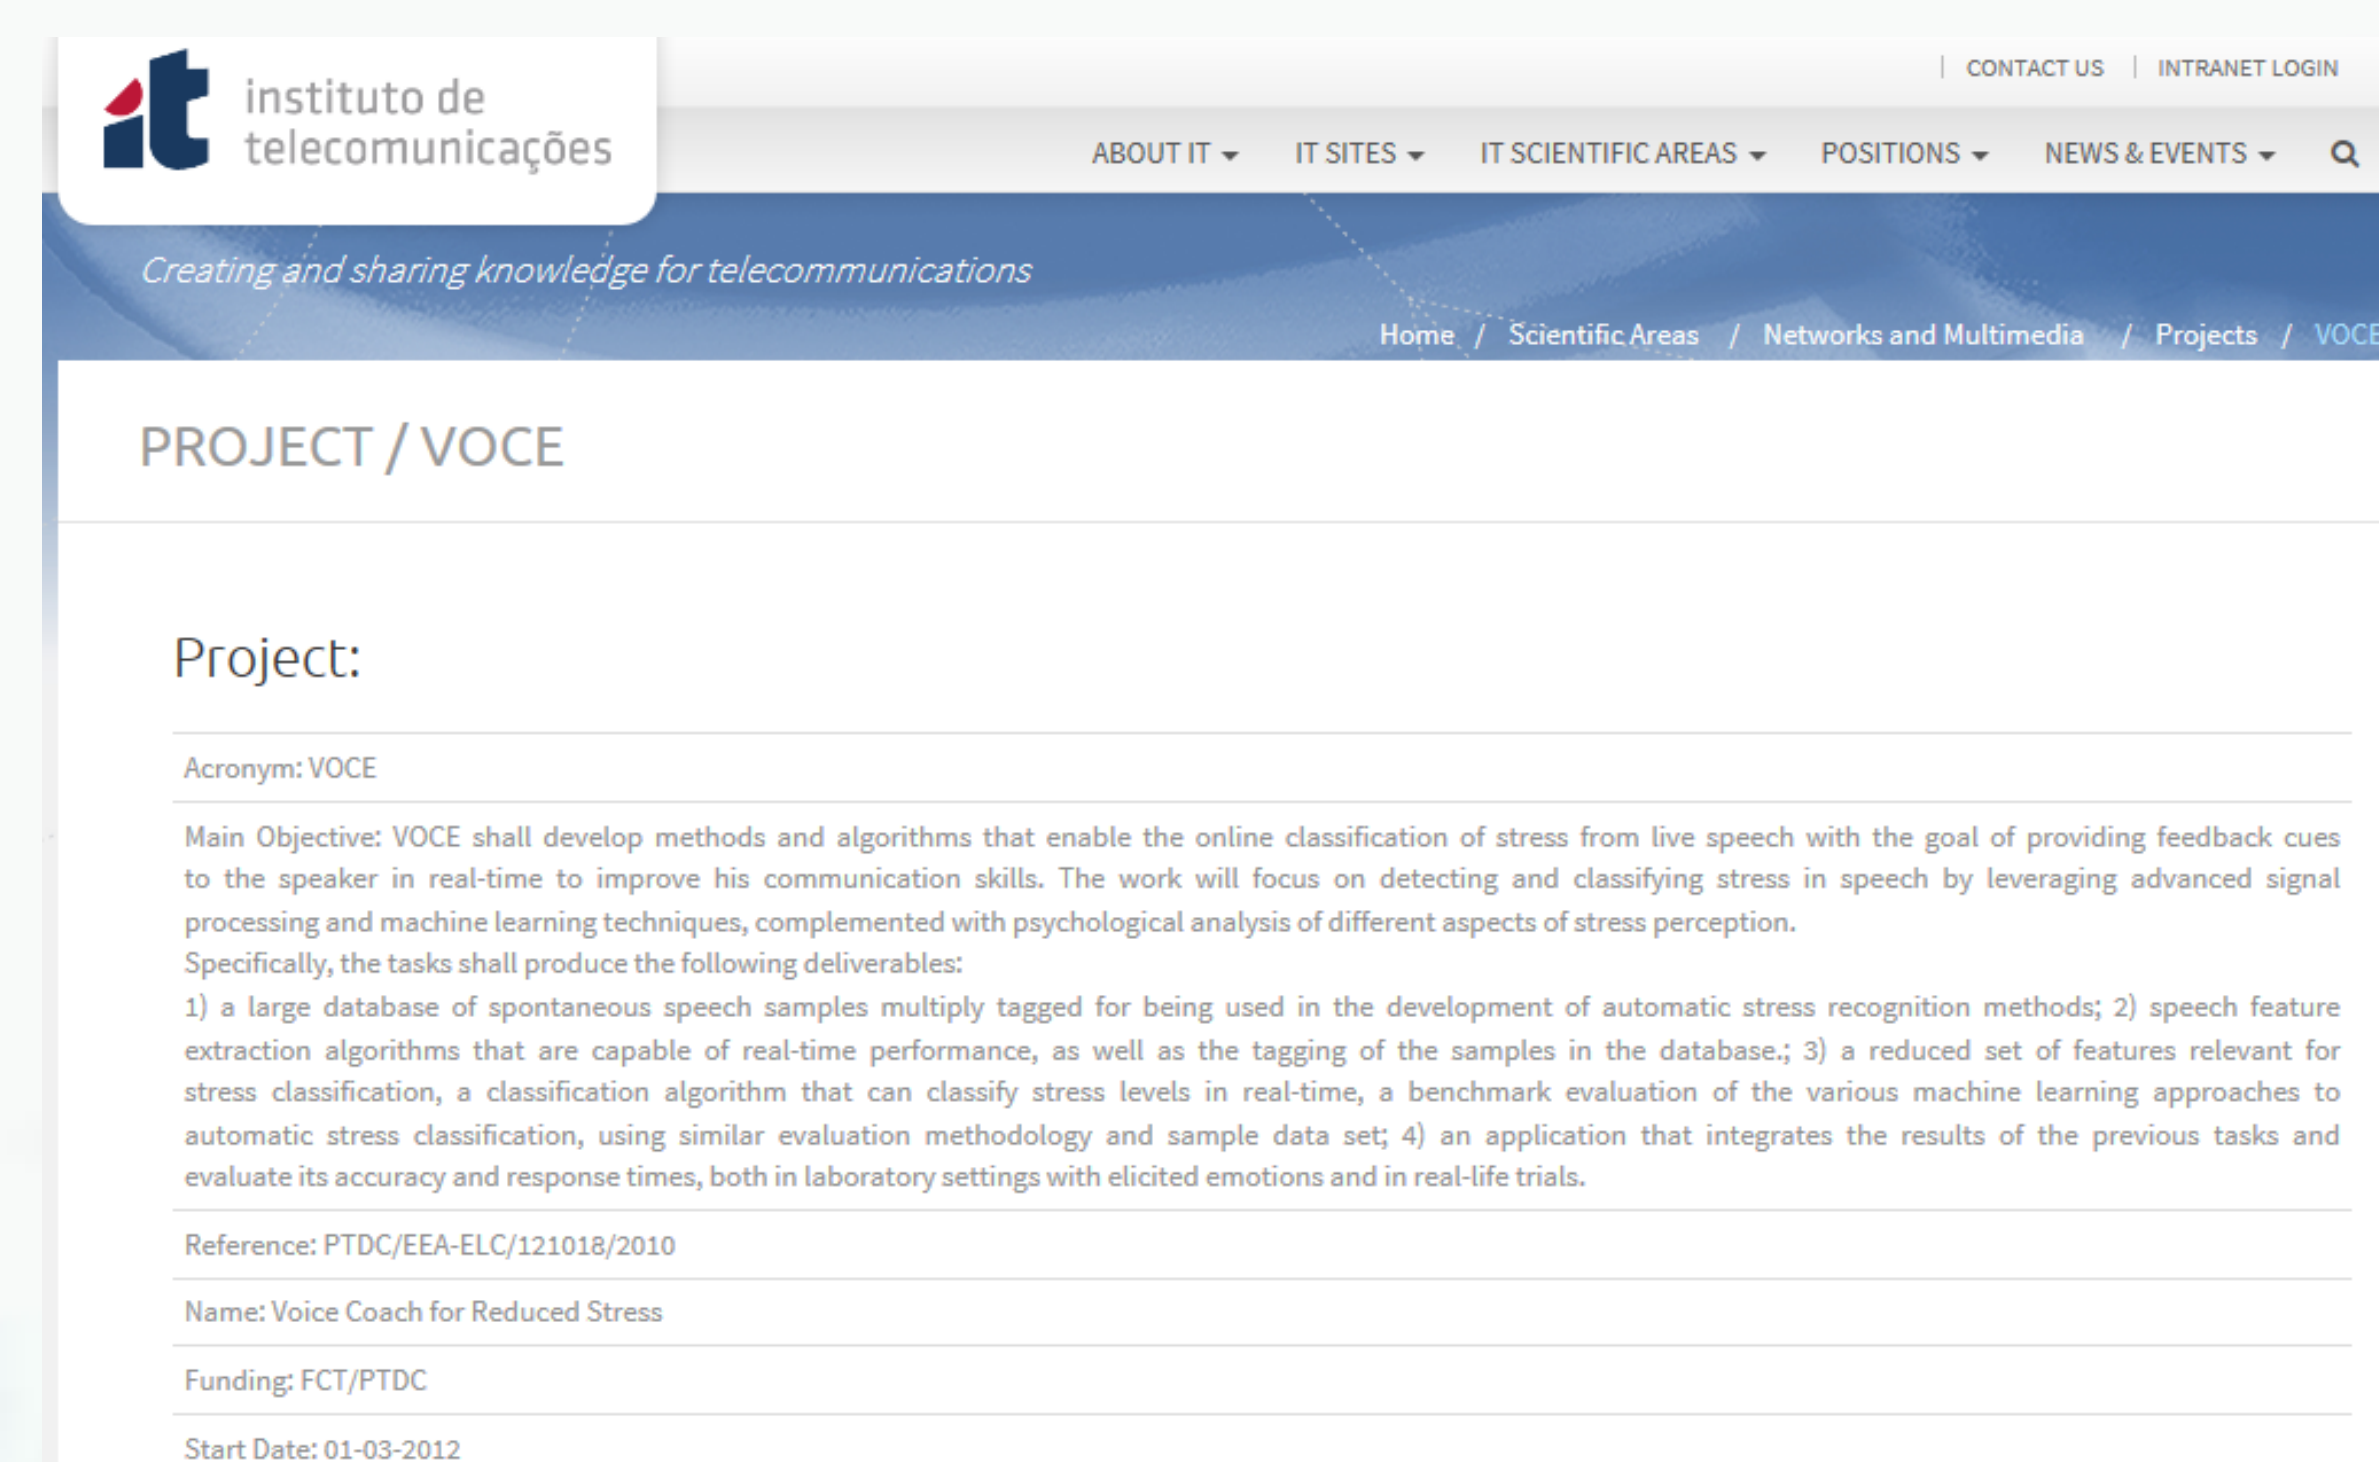 CONTACT US | INTRANET LOGIN
instituto de
telecomunicações
ABOUT IT IT SITES IT SCIENTIFIC AREAS POSITIONS NEWS & EVENTS
Creating and sharing knowledge for telecommunications
Home / Scientific Areas / Networks and Multimedia / Projects / VOCE
PROJECT / VOCE
Project:
Acronym: VOCE
Main Objective: VOCE shall develop methods and algorithms that enable the online classification of stress from live speech with the goal of providing feedback cues
to the speaker in real-time to improve his communication skills. The work will focus on detecting and classifying stress in speech by leveraging advanced signal
processing and machine learning techniques, complemented with psychological analysis of different aspects of stress perception.
Specifically, the tasks shall produce the following deliverables:
1) a large database of spontaneous speech samples multiply tagged for being used in the development of automatic stress recognition methods; 2) speech feature
extraction algorithms that are capable of real-time performance, as well as the tagging of the samples in the database.; 3) a reduced set of features relevant for
stress classification, a classification algorithm that can classify stress levels in real-time, a benchmark evaluation of the various machine learning approaches to
automatic stress classification, using similar evaluation methodology and sample data set; 4) an application that integrates the results of the previous tasks and
evaluate its accuracy and response times, both in laboratory settings with elicited emotions and in real-life trials.
Reference: PTDC/EEA-ELC/121018/2010
Name: Voice Coach for Reduced Stress
Funding: FCT/PTDC
Start Date: 01-03-2012